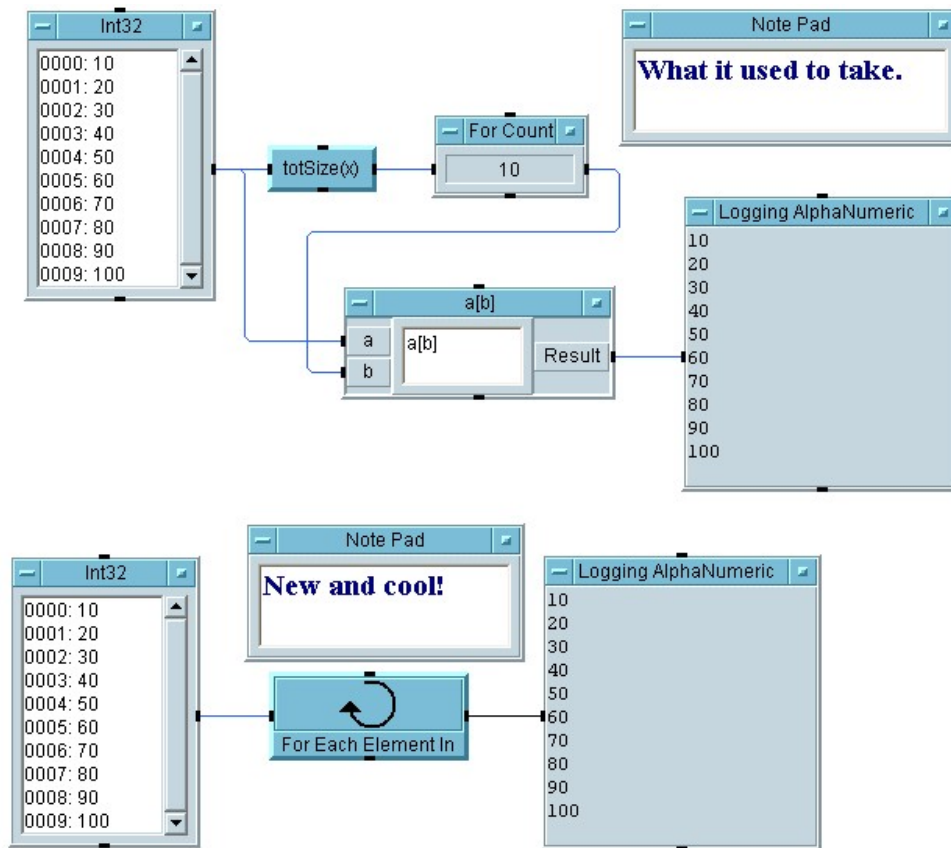 Int32
0000: 10
0001: 20
0002: 30
0003: 40
0004: 50
0005: 60
0006: 70
0007: 80
0008: 90
0009: 100
totSize(x)
For Count
10
Note Pad
What it used to take.
a[b]
a
b
a[b]
Result
Logging AlphaNumeric
10
20
30
40
50
60
70
80
90
100
Int32
0000: 10
0001: 20
0002: 30
0003: 40
0004: 50
0005: 60
0006: 70
0007: 80
0008: 90
0009: 100
Note Pad
New and cool!
For Each Element In
Logging AlphaNumeric
10
20
30
40
50
60
70
80
90
100